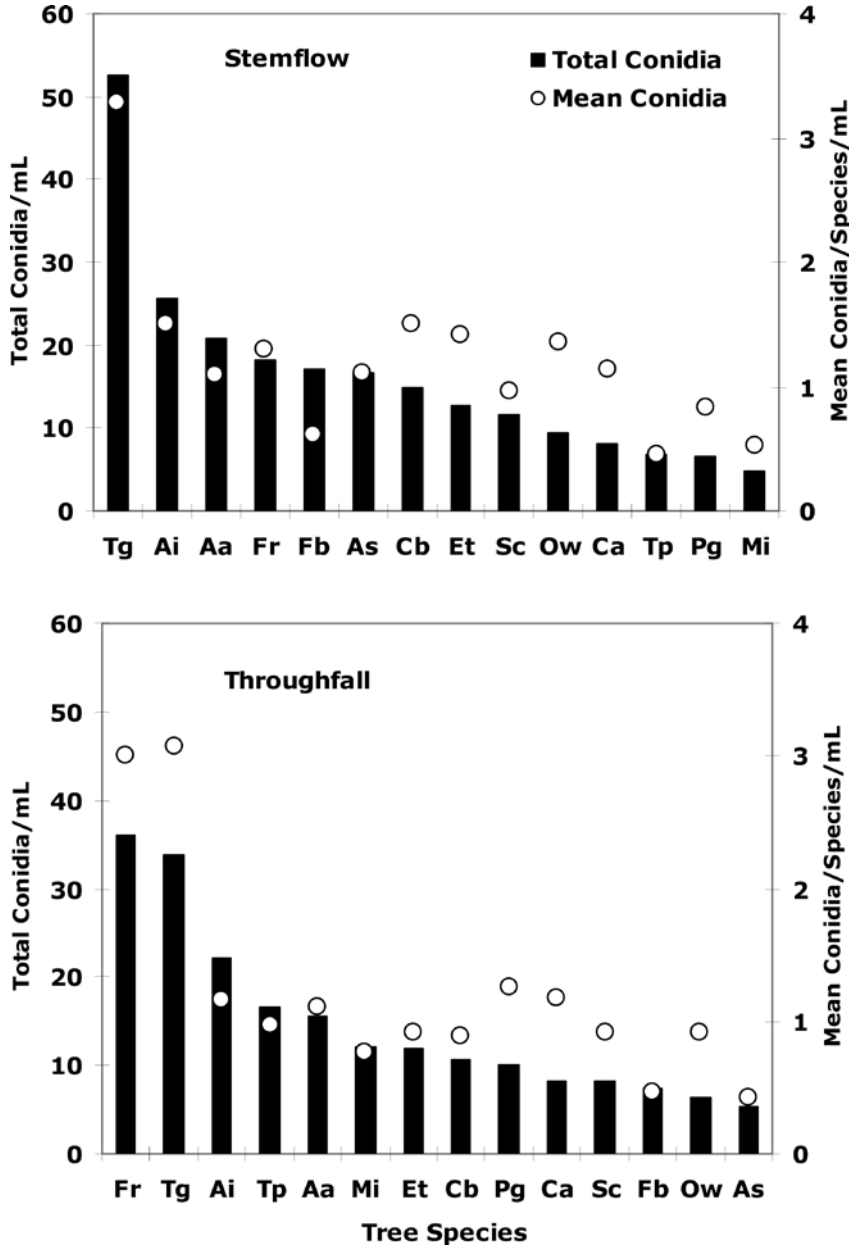 60
50
40
30
20
10
0
Total Conidia/mL
Stemflow
Total Conidia
Mean Conidia
4
3
2
1
0
Mean Conidia/Species/mL
Tg Ai Aa Fr Fb As Cb Et Sc Ow Ca Tp Pg Mi
60
50
40
30
20
10
0
Total Conidia/mL
Throughfall
4
3
2
1
0
Mean Conidia/Species/mL
Fr Tg Ai Tp Aa Mi Et Cb Pg Ca Sc Fb Ow As
Tree Species